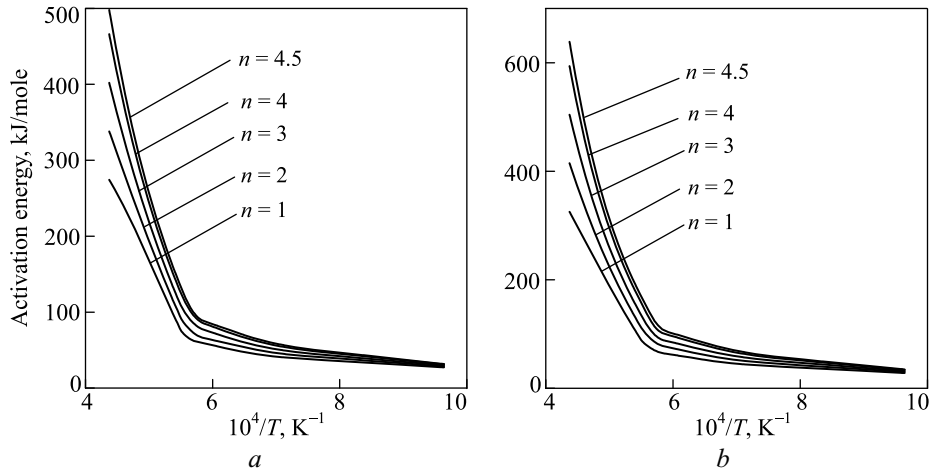 500
400
300
200
100
0
4
6
8
10
Activation energy, kJ/mole
n = 4.5
n = 4
n = 3
n = 2
n = 1
10⁴/T, K⁻¹
a
600
400
200
0
4
6
8
10
n = 4.5
n = 4
n = 3
n = 2
n = 1
10⁴/T, K⁻¹
b